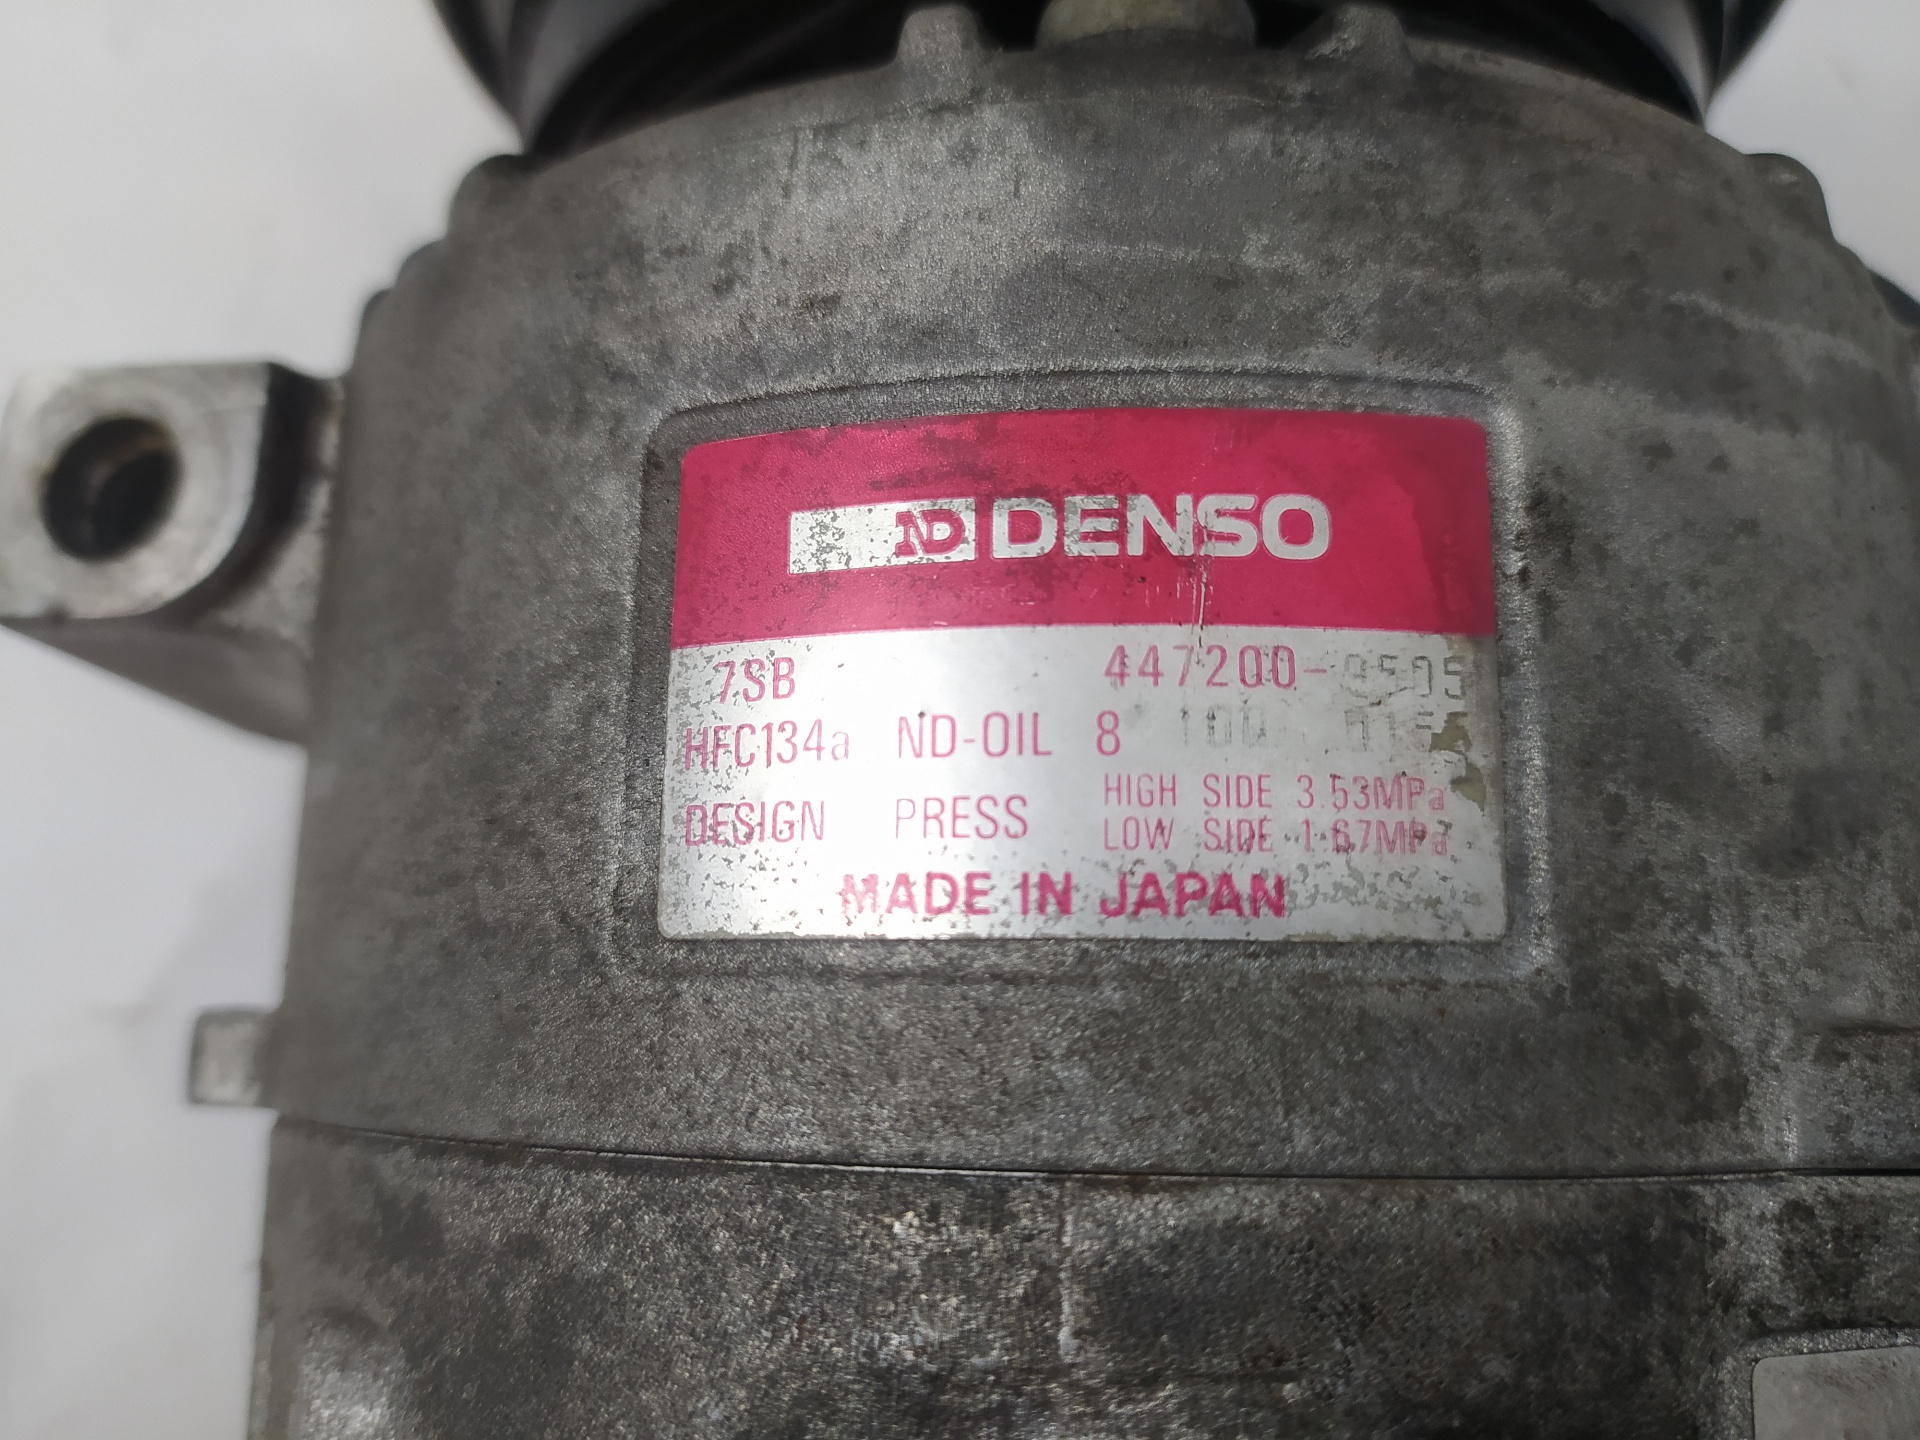 ND DENSO
7SB 447200-
HFC134a ND-OIL 8
DESIGN PRESS HIGH SIDE 3.53MPa
LOW SIDE 1.67MPa
MADE IN JAPAN